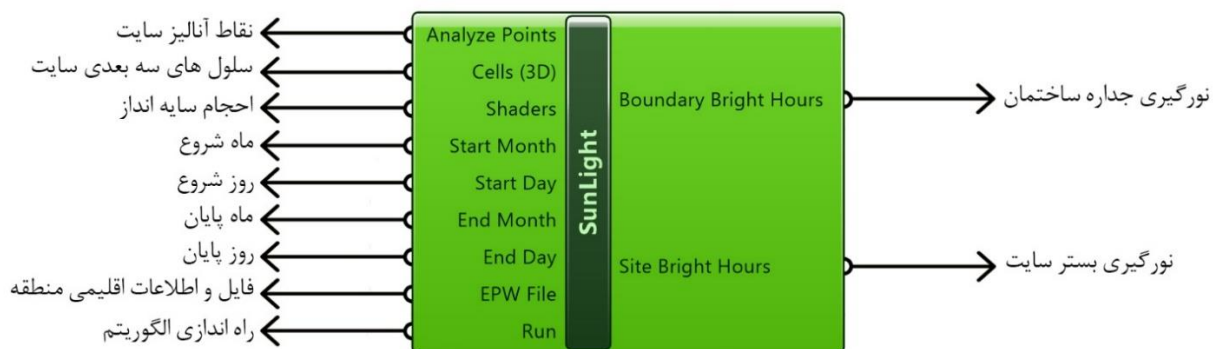 نقاط آنالیز سایت
سلول های سه بعدی سایت
احجام سایه انداز
ماه شروع
روز شروع
ماه پایان
روز پایان
فایل و اطلاعات اقلیمی منطقه
راه اندازی الگوریتم
Analyze Points
Cells (3D)
Shaders
Start Month
Start Day
End Month
End Day
EPW File
Run
SunLight
Boundary Bright Hours
Site Bright Hours
نورگیری جداره ساختمان
نورگیری بستر سایت